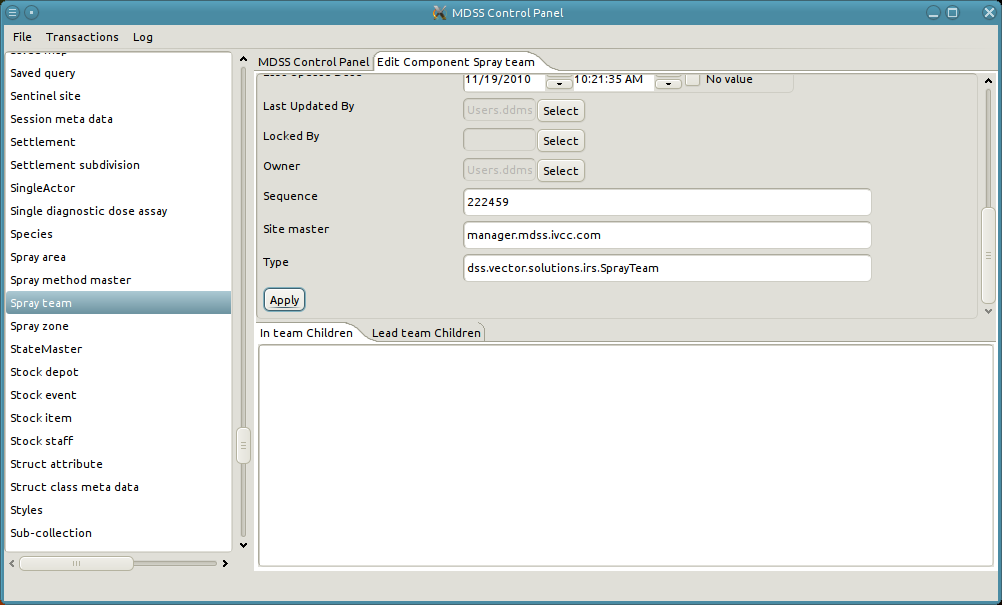 MDSS Control Panel
File Transactions Log
Saved query
Sentinel site
Session meta data
Settlement
Settlement subdivision
SingleActor
Single diagnostic dose assay
Species
Spray area
Spray method master
Spray team
Spray zone
StateMaster
Stock depot
Stock event
Stock item
Stock staff
Struct attribute
Struct class meta data
Styles
Sub-collection
MDSS Control Panel Edit Component Spray team
11/19/2010 10:21:35 AM No value
Last Updated By Users.ddms Select
Locked By Select
Owner Users.ddms Select
Sequence 222459
Site master manager.mdss.ivcc.com
Type dss.vector.solutions.irs.SprayTeam
Apply
In team Children Lead team Children